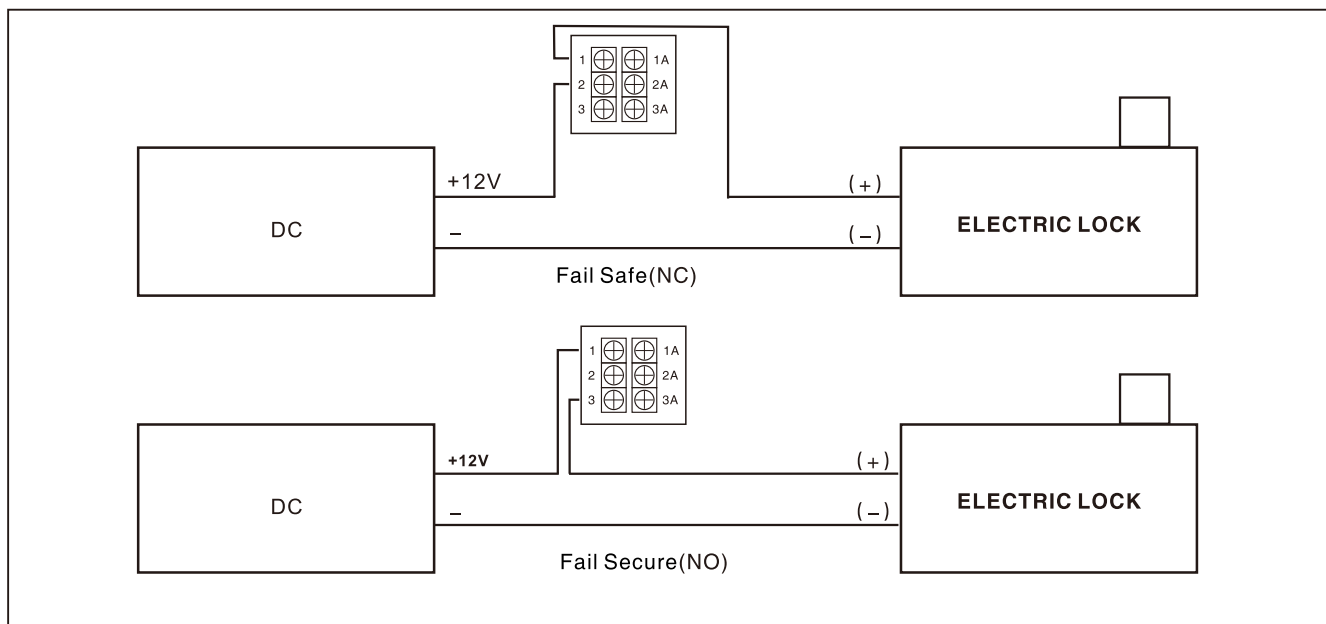 1 1A
2 2A
3 3A
+12V (+)
DC ELECTRIC LOCK
– (–)
Fail Safe(NC)
1 1A
2 2A
3 3A
+12V (+)
DC ELECTRIC LOCK
– (–)
Fail Secure(NO)